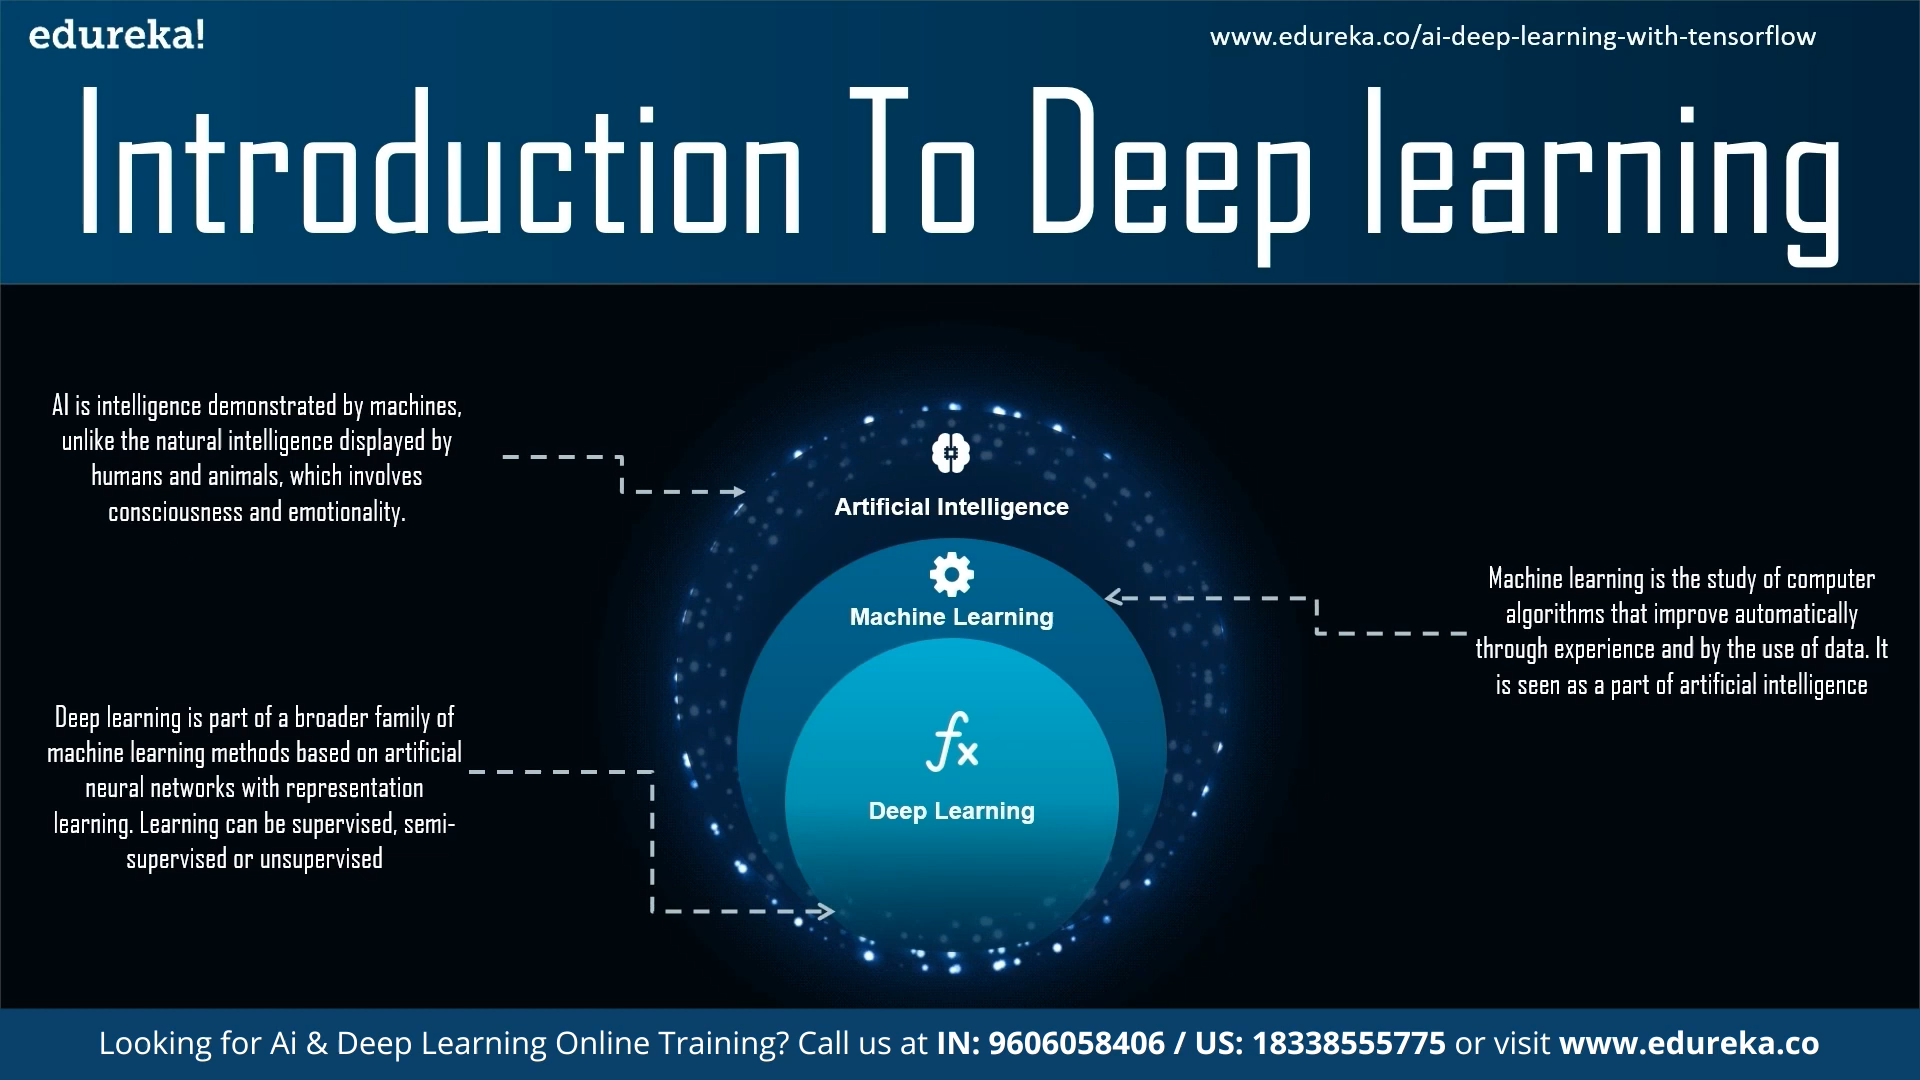 edureka!
www.edureka.co/ai-deep-learning-with-tensorflow
Introduction To Deep learning
AI is intelligence demonstrated by machines,
unlike the natural intelligence displayed by
humans and animals, which involves
consciousness and emotionality.
Artificial Intelligence
Machine Learning
fx
Deep Learning
Machine learning is the study of computer
algorithms that improve automatically
through experience and by the use of data. It
is seen as a part of artificial intelligence
Deep learning is part of a broader family of
machine learning methods based on artificial
neural networks with representation
learning. Learning can be supervised, semi-
supervised or unsupervised
Looking for Ai & Deep Learning Online Training? Call us at IN: 9606058406 / US: 18338555775 or visit www.edureka.co